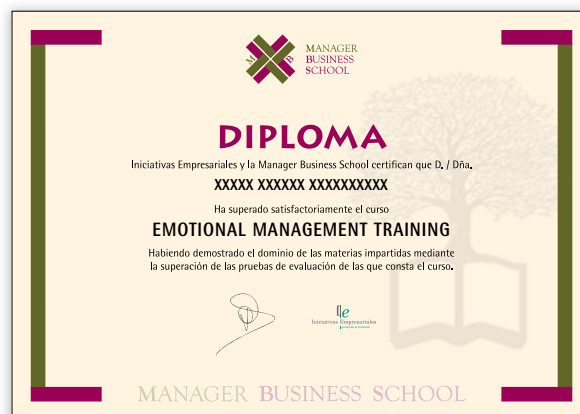 M B
MANAGER
BUSINESS
SCHOOL
DIPLOMA
Iniciativas Empresariales y la Manager Business School certifican que D. / Dña.
XXXXX XXXXXX XXXXXXXXXX
Ha superado satisfactoriamente el curso
EMOTIONAL MANAGEMENT TRAINING
Habiendo demostrado el dominio de las materias impartidas mediante
la superación de las pruebas de evaluación de las que consta el curso.
Iniciativas Empresariales
MANAGER BUSINESS SCHOOL